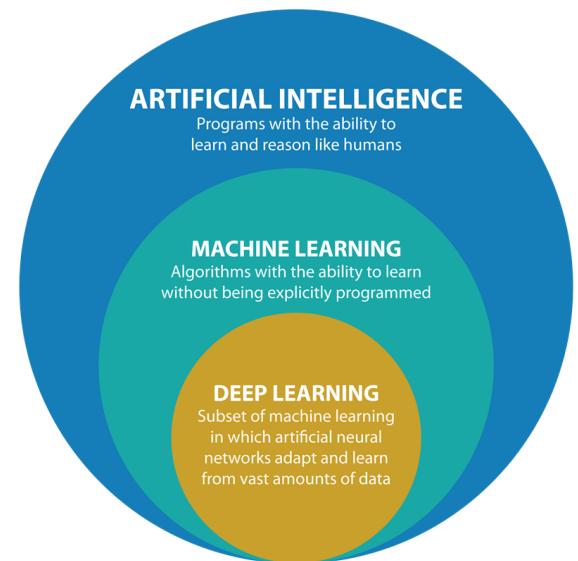 ARTIFICIAL INTELLIGENCE
Programs with the ability to
learn and reason like humans
MACHINE LEARNING
Algorithms with the ability to learn
without being explicitly programmed
DEEP LEARNING
Subset of machine learning
in which artificial neural
networks adapt and learn
from vast amounts of data